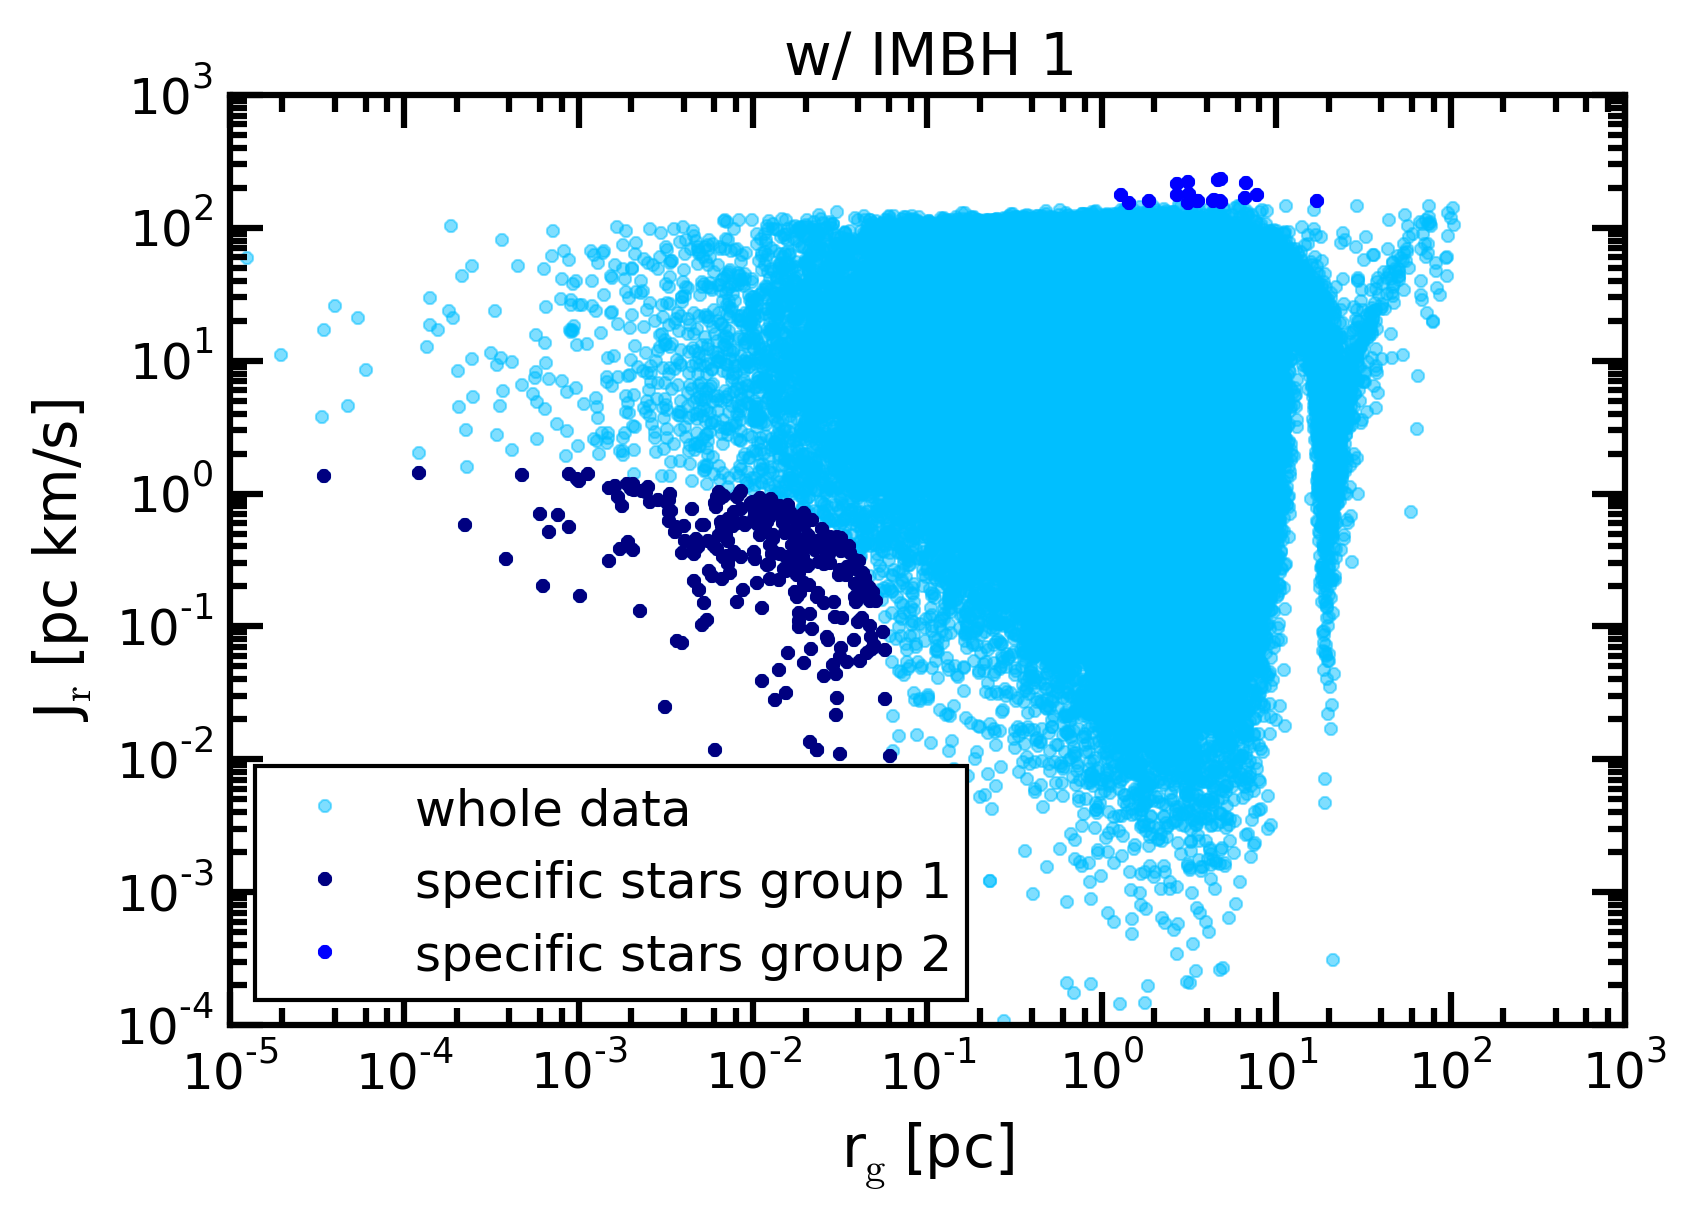 w/ IMBH 1
J_r [pc km/s]
10^3
10^2
10^1
10^0
10^-1
10^-2
10^-3
10^-4
whole data
specific stars group 1
specific stars group 2
10^-5 10^-4 10^-3 10^-2 10^-1 10^0 10^1 10^2 10^3
r_g [pc]